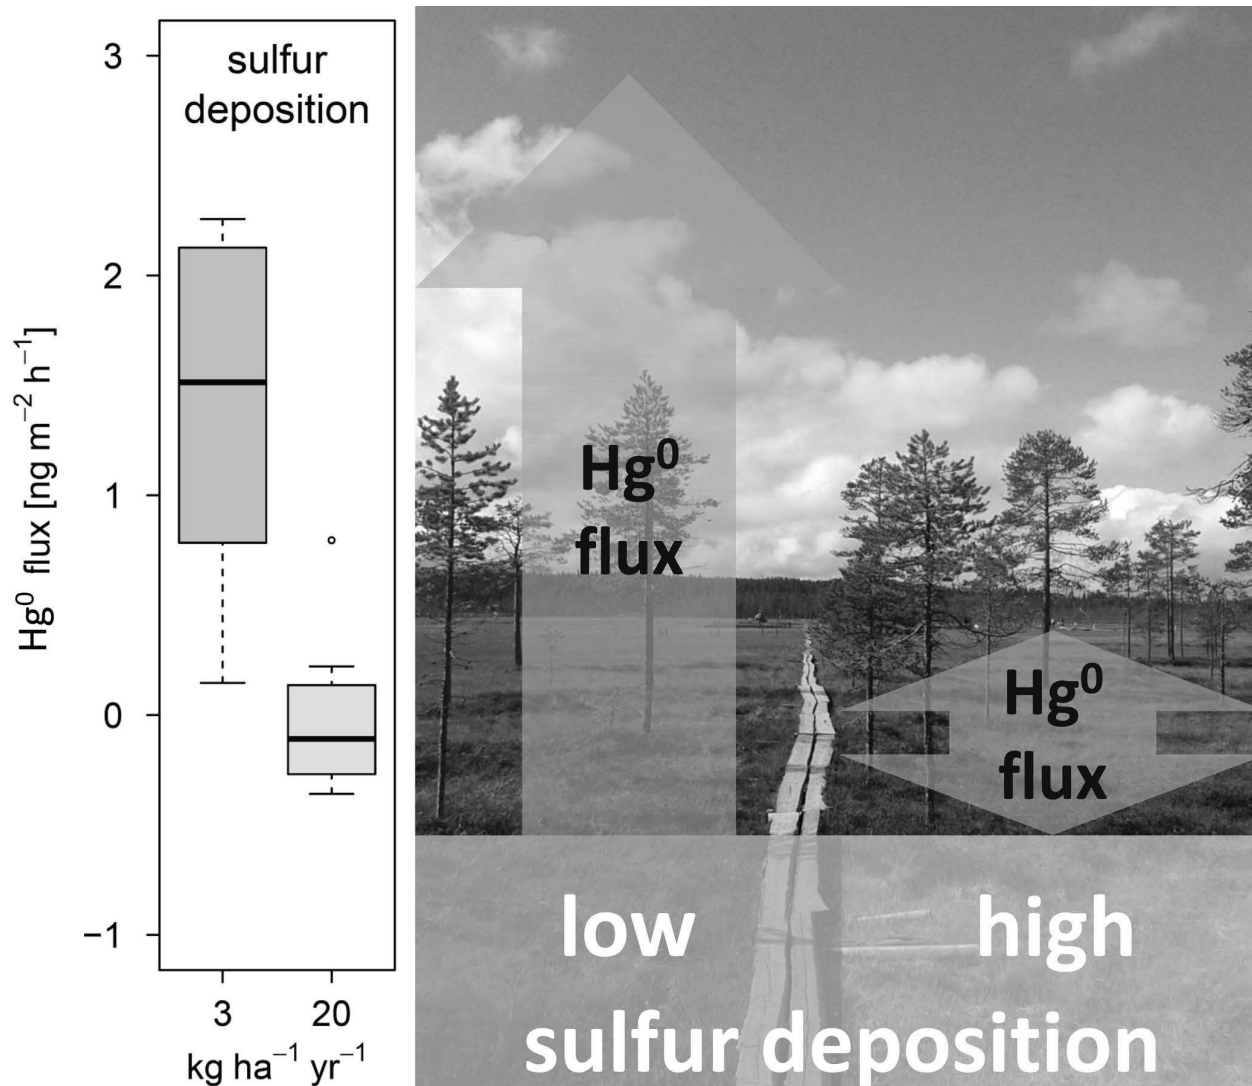 sulfur
deposition
3
2
1
0
−1
Hg⁰ flux [ng m⁻² h⁻¹]
3 20
kg ha⁻¹ yr⁻¹
Hg⁰
flux
Hg⁰
flux
low high
sulfur deposition